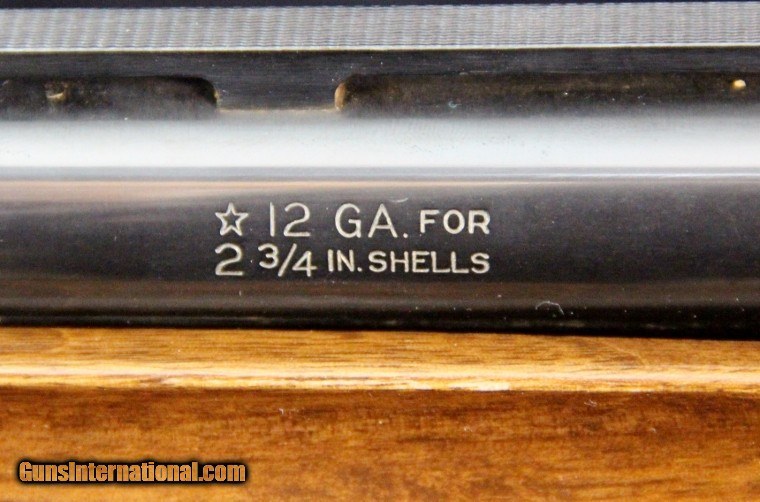 ☆ 12 GA. FOR
2 3/4 IN. SHELLS
GunsInternational.com